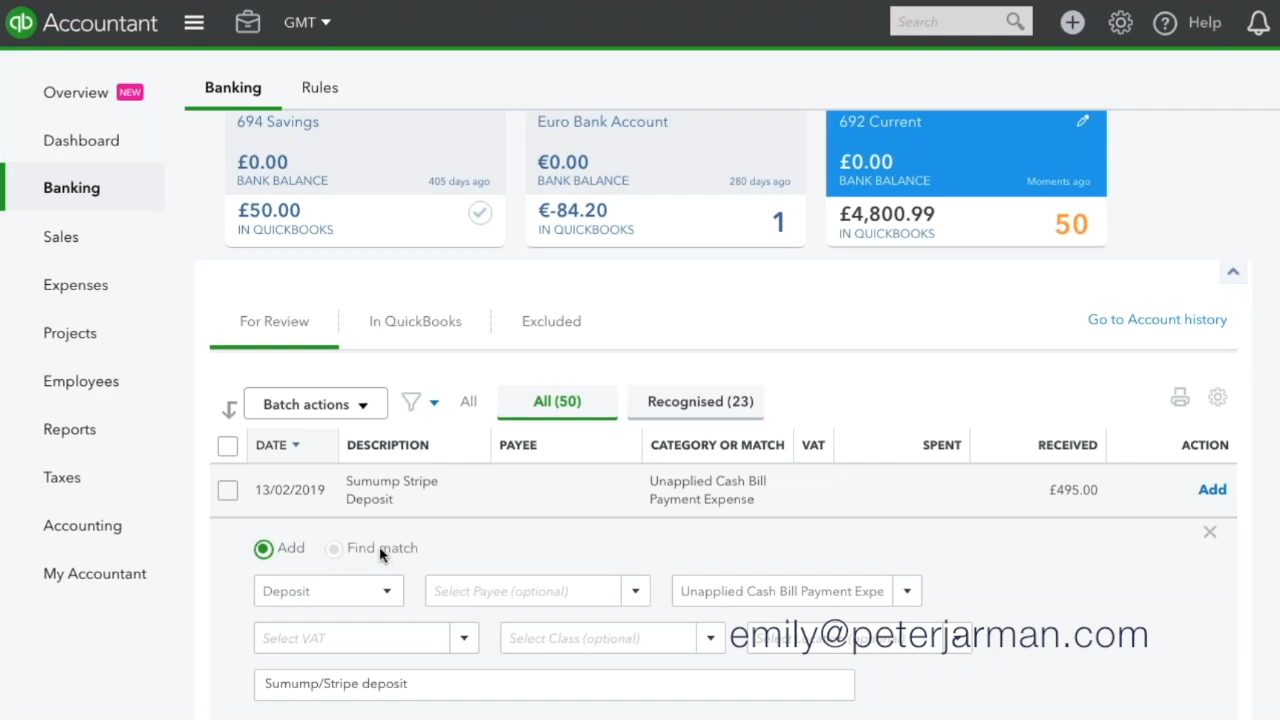 qb Accountant GMT Search Help
Overview NEW
Dashboard
Banking
Sales
Expenses
Projects
Employees
Reports
Taxes
Accounting
My Accountant
Banking Rules
694 Savings
£0.00
BANK BALANCE 405 days ago
£50.00
IN QUICKBOOKS
Euro Bank Account
€0.00
BANK BALANCE 280 days ago
€-84.20
IN QUICKBOOKS 1
692 Current
£0.00
BANK BALANCE Moments ago
£4,800.99
IN QUICKBOOKS 50
For Review In QuickBooks Excluded Go to Account history
Batch actions All All (50) Recognised (23)
DATE DESCRIPTION PAYEE CATEGORY OR MATCH VAT SPENT RECEIVED ACTION
13/02/2019 Sumump Stripe Deposit Unapplied Cash Bill Payment Expense £495.00 Add
Add Find match
Deposit Select Payee (optional) Unapplied Cash Bill Payment Expe
Select VAT Select Class (optional)
emily@peterjarman.com
Sumump/Stripe deposit